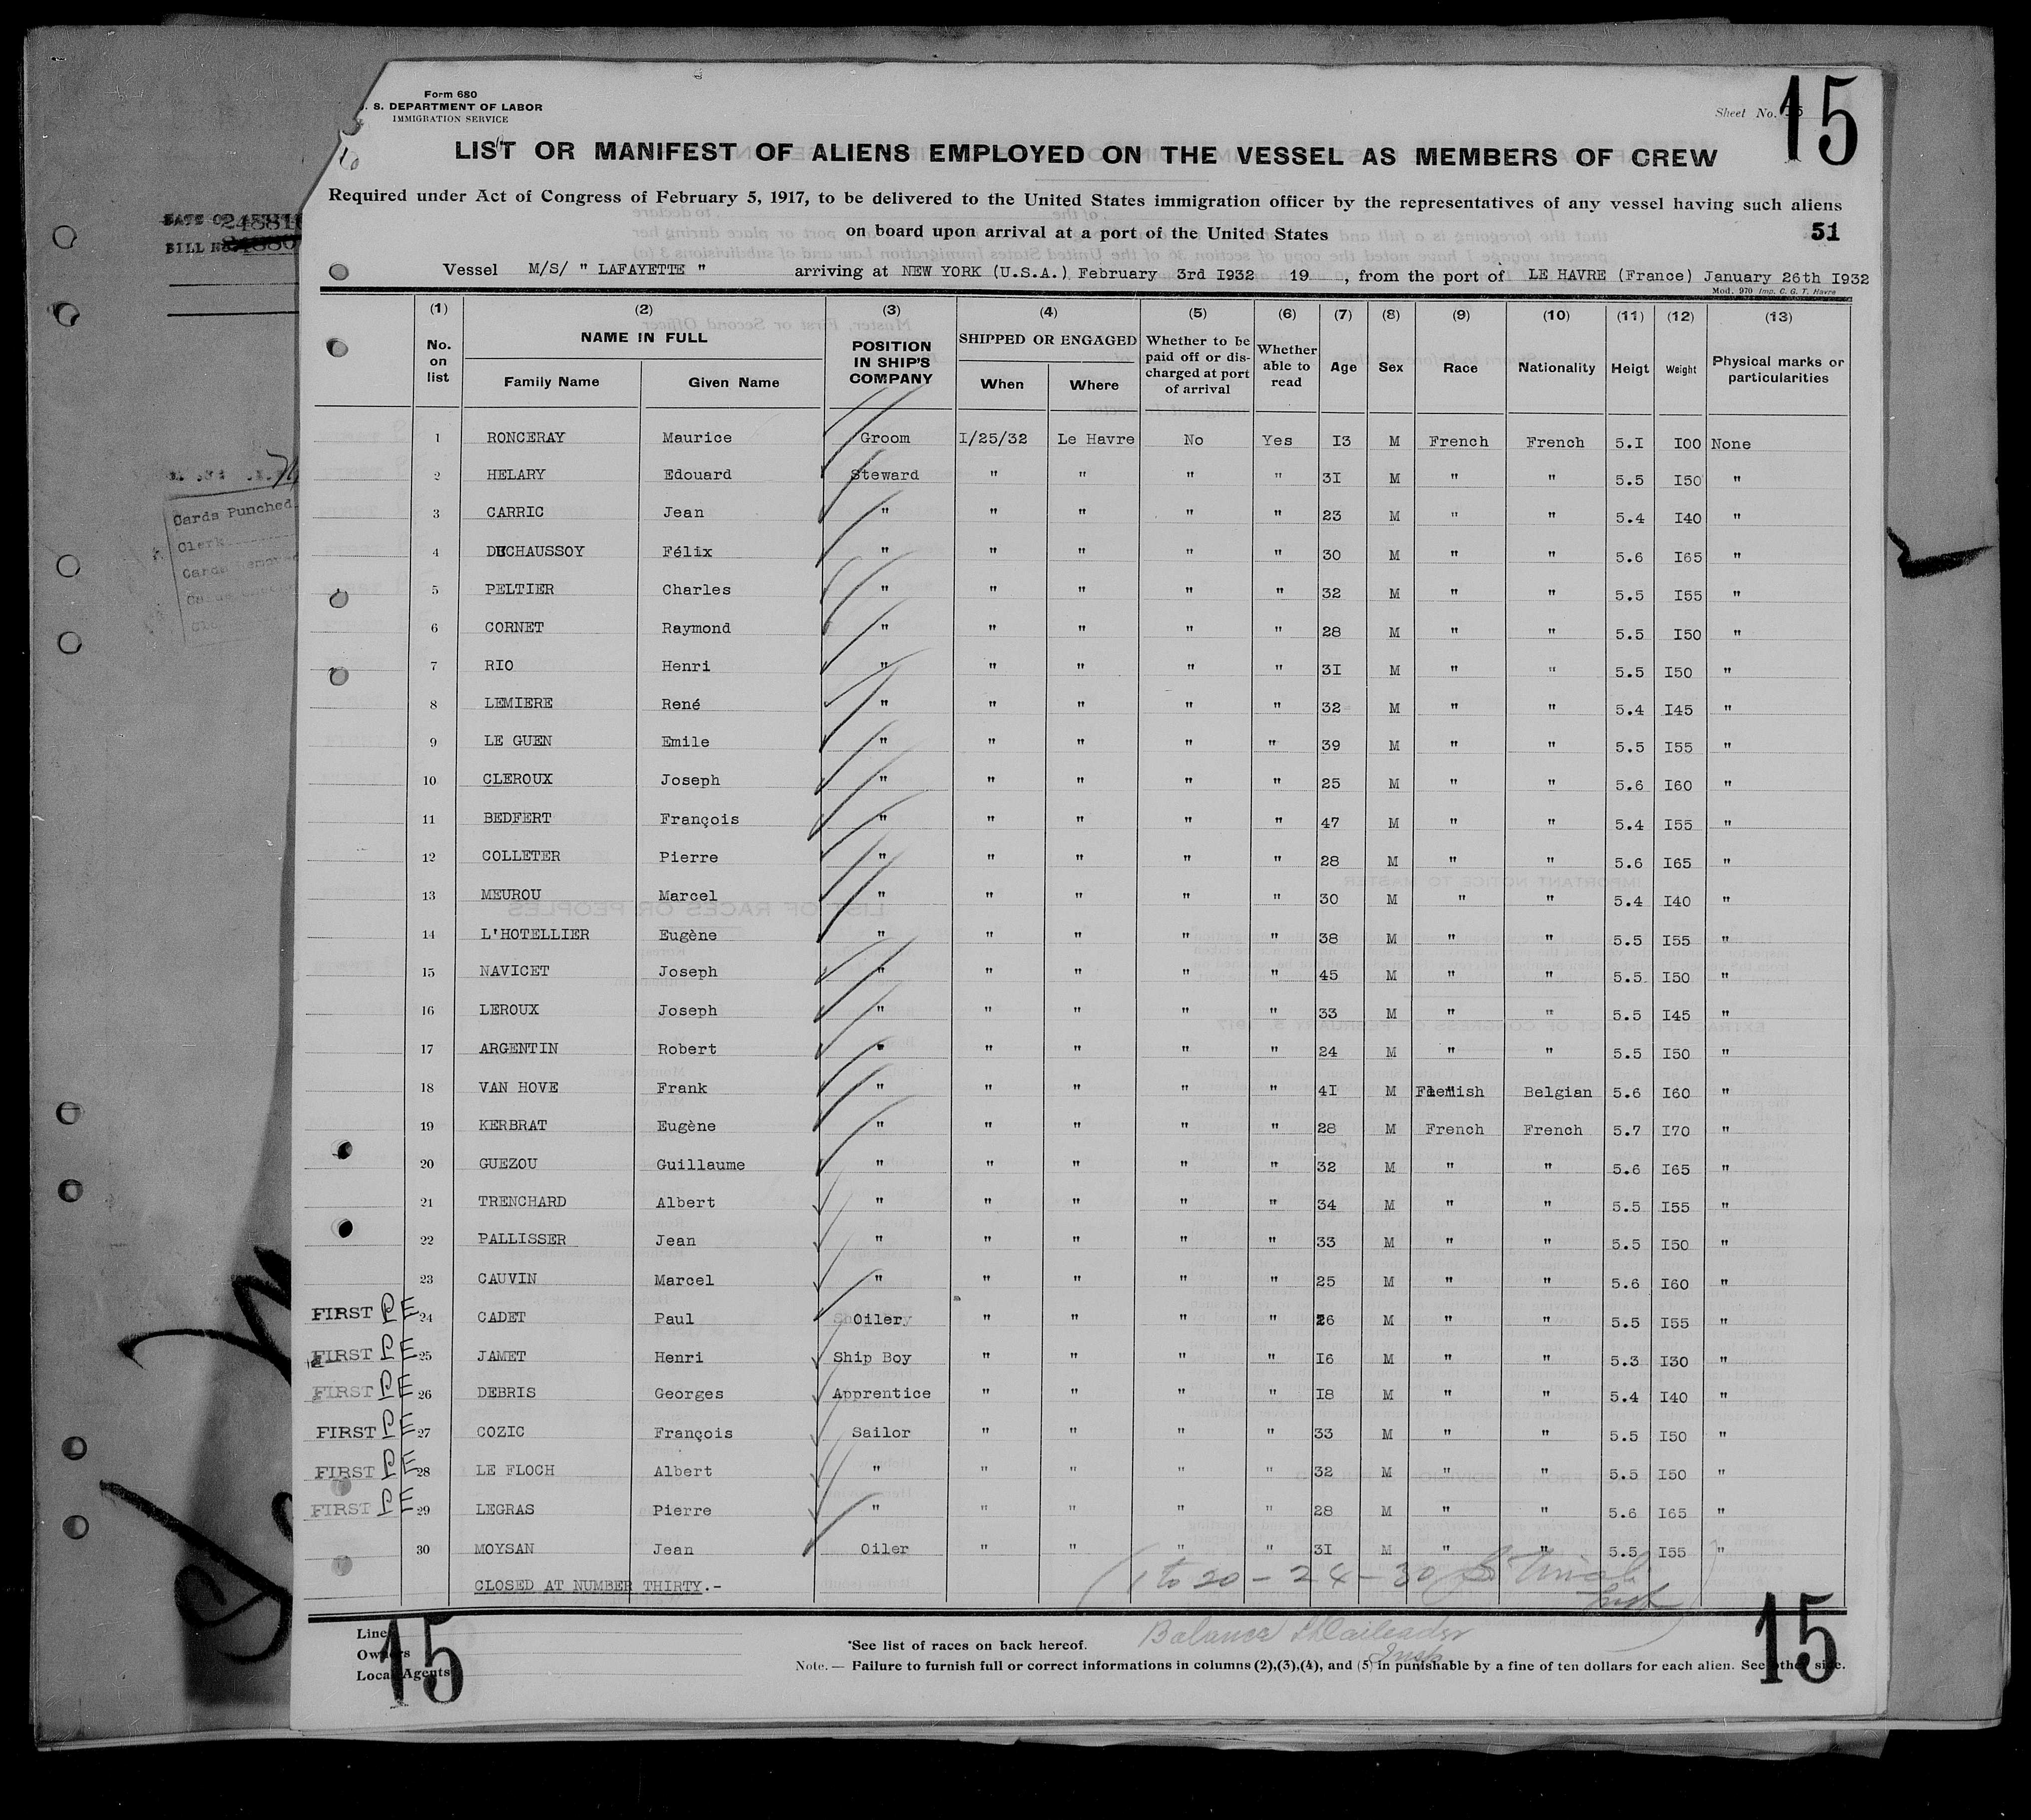 Form 680
S. DEPARTMENT OF LABOR
IMMIGRATION SERVICE
Sheet No. 15
15
LIST OR MANIFEST OF ALIENS EMPLOYED ON THE VESSEL AS MEMBERS OF CREW
Required under Act of Congress of February 5, 1917, to be delivered to the United States immigration officer by the representatives of any vessel having such aliens
on board upon arrival at a port of the United States
51
Vessel M/S/ " LAFAYETTE " arriving at NEW YORK (U.S.A.) February 3rd I932 19 , from the port of LE HAVRE (France) January 26th I932
Mod. 970 Imp. C. G. T. Havre
(1) (2) (3) (4) (5) (6) (7) (8) (9) (10) (11) (12) (13)
No. on list NAME IN FULL Family Name Given Name POSITION IN SHIP'S COMPANY SHIPPED OR ENGAGED When Where Whether to be paid off or discharged at port of arrival Whether able to read Age Sex Race Nationality Heigt Weight Physical marks or particularities
1 RONCERAY Maurice Groom I/25/32 Le Havre No Yes I3 M French French 5.I I00 None
2 HELARY Edouard Steward " " " " 3I M " " 5.5 I50 "
3 CARRIC Jean " " " " " 23 M " " 5.4 I40 "
4 DUCHAUSSOY Félix " " " " " 30 M " " 5.6 I65 "
5 PELTIER Charles " " " " " 32 M " " 5.5 I55 "
6 CORNET Raymond " " " " " 28 M " " 5.5 I50 "
7 RIO Henri " " " " " 3I M " " 5.5 I50 "
8 LEMIERE René " " " " " 32 M " " 5.4 I45 "
9 LE GUEN Emile " " " " " 39 M " " 5.5 I55 "
10 CLEROUX Joseph " " " " " 25 M " " 5.6 I60 "
11 BEDFERT François " " " " " 47 M " " 5.4 I55 "
12 COLLETER Pierre " " " " " 28 M " " 5.6 I65 "
13 MEUROU Marcel " " " " " 30 M " " 5.4 I40 "
14 L'HOTELLIER Eugène " " " " " 38 M " " 5.5 I55 "
15 NAVICET Joseph " " " " " 45 M " " 5.5 I50 "
16 LEROUX Joseph " " " " " 33 M " " 5.5 I45 "
17 ARGENTIN Robert " " " " " 24 M " " 5.5 I50 "
18 VAN HOVE Frank " " " " " 4I M Flemish Belgian 5.6 I60 "
19 KERBRAT Eugène " " " " " 28 M French French 5.7 I70 "
20 GUEZOU Guillaume " " " " " 32 M " " 5.6 I65 "
21 TRENCHARD Albert " " " " " 34 M " " 5.5 I55 "
22 PALLISSER Jean " " " " " 33 M " " 5.5 I50 "
23 CAUVIN Marcel " " " " " 25 M " " 5.6 I60 "
FIRST PE 24 CADET Paul Oiler " " " " 26 M " " 5.5 I55 "
FIRST PE 25 JAMET Henri Ship Boy " " " " I6 M " " 5.3 I30 "
FIRST PE 26 DEBRIS Georges Apprentice " " " " I8 M " " 5.4 I40 "
FIRST PE 27 COZIC François Sailor " " " " 33 M " " 5.5 I50 "
FIRST PE 28 LE FLOCH Albert " " " " " 32 M " " 5.5 I50 "
FIRST PE 29 LEGRAS Pierre " " " " " 28 M " " 5.6 I65 "
30 MOYSAN Jean Oiler " " " " 3I M " " 5.5 I55 "
CLOSED AT NUMBER THIRTY.-
(1 to 20 - 24 - 30
Balance
Line
Owners
Local Agents
15
15
*See list of races on back hereof.
Note. — Failure to furnish full or correct informations in columns (2),(3),(4), and (5) in punishable by a fine of ten dollars for each alien. See other side.
BILL No.
Cards Punched
Clerk